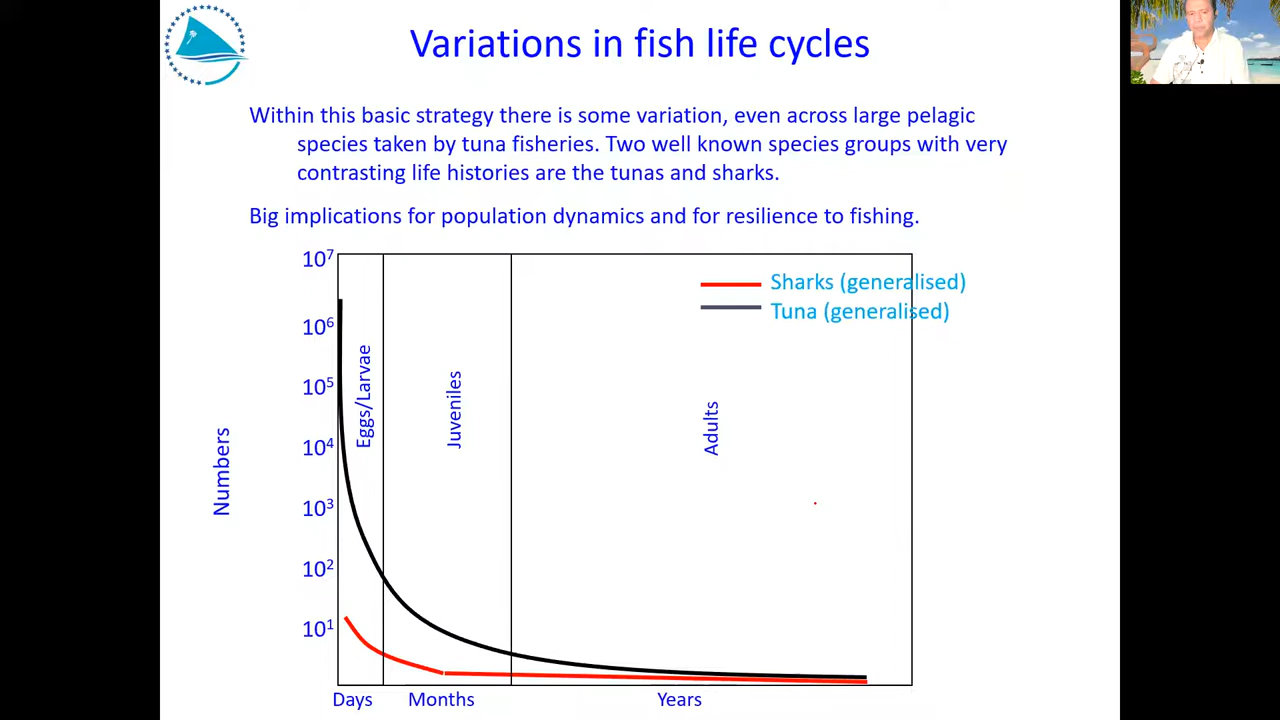 Variations in fish life cycles
Within this basic strategy there is some variation, even across large pelagic
species taken by tuna fisheries. Two well known species groups with very
contrasting life histories are the tunas and sharks.
Big implications for population dynamics and for resilience to fishing.
10⁷
10⁶
10⁵
10⁴
10³
10²
10¹
Numbers
Eggs/Larvae
Juveniles
Adults
Sharks (generalised)
Tuna (generalised)
Days
Months
Years